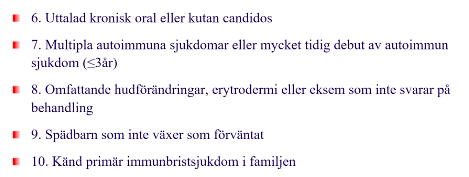 6. Uttalad kronisk oral eller kutan candidos
7. Multipla autoimmuna sjukdomar eller mycket tidig debut av autoimmun
sjukdom (≤3år)
8. Omfattande hudförändringar, erytrodermi eller eksem som inte svarar på
behandling
9. Spädbarn som inte växer som förväntat
10. Känd primär immunbristsjukdom i familjen